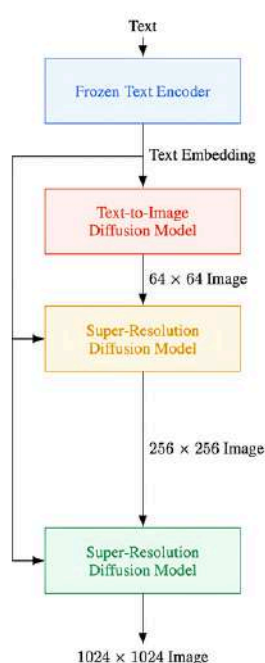 Text
Frozen Text Encoder
Text Embedding
Text-to-Image
Diffusion Model
64 × 64 Image
Super-Resolution
Diffusion Model
256 × 256 Image
Super-Resolution
Diffusion Model
1024 × 1024 Image